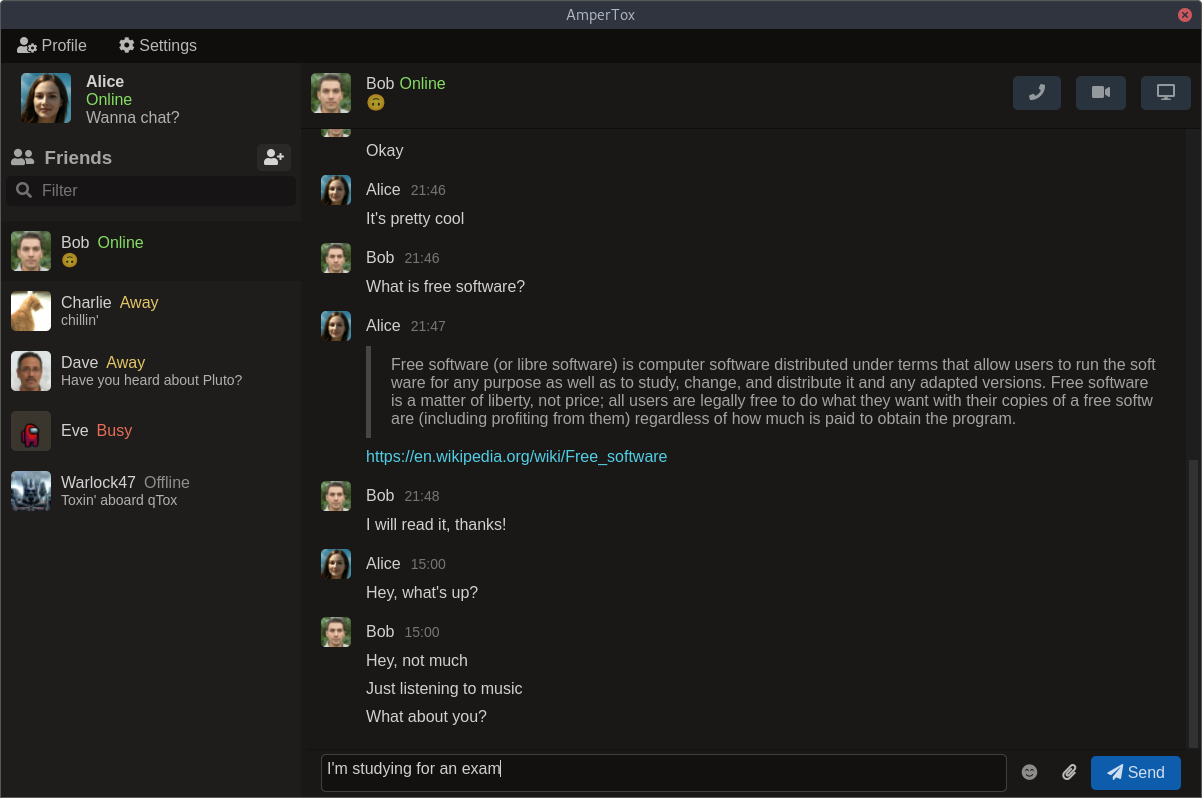 AmperTox
Profile
Settings
Alice
Online
Wanna chat?
Friends
Filter
Bob Online
Charlie Away
chillin'
Dave Away
Have you heard about Pluto?
Eve Busy
Warlock47 Offline
Toxin' aboard qTox
Bob Online
Okay
Alice 21:46
It's pretty cool
Bob 21:46
What is free software?
Alice 21:47
Free software (or libre software) is computer software distributed under terms that allow users to run the soft
ware for any purpose as well as to study, change, and distribute it and any adapted versions. Free software
is a matter of liberty, not price; all users are legally free to do what they want with their copies of a free softw
are (including profiting from them) regardless of how much is paid to obtain the program.
https://en.wikipedia.org/wiki/Free_software
Bob 21:48
I will read it, thanks!
Alice 15:00
Hey, what's up?
Bob 15:00
Hey, not much
Just listening to music
What about you?
I'm studying for an exam
Send